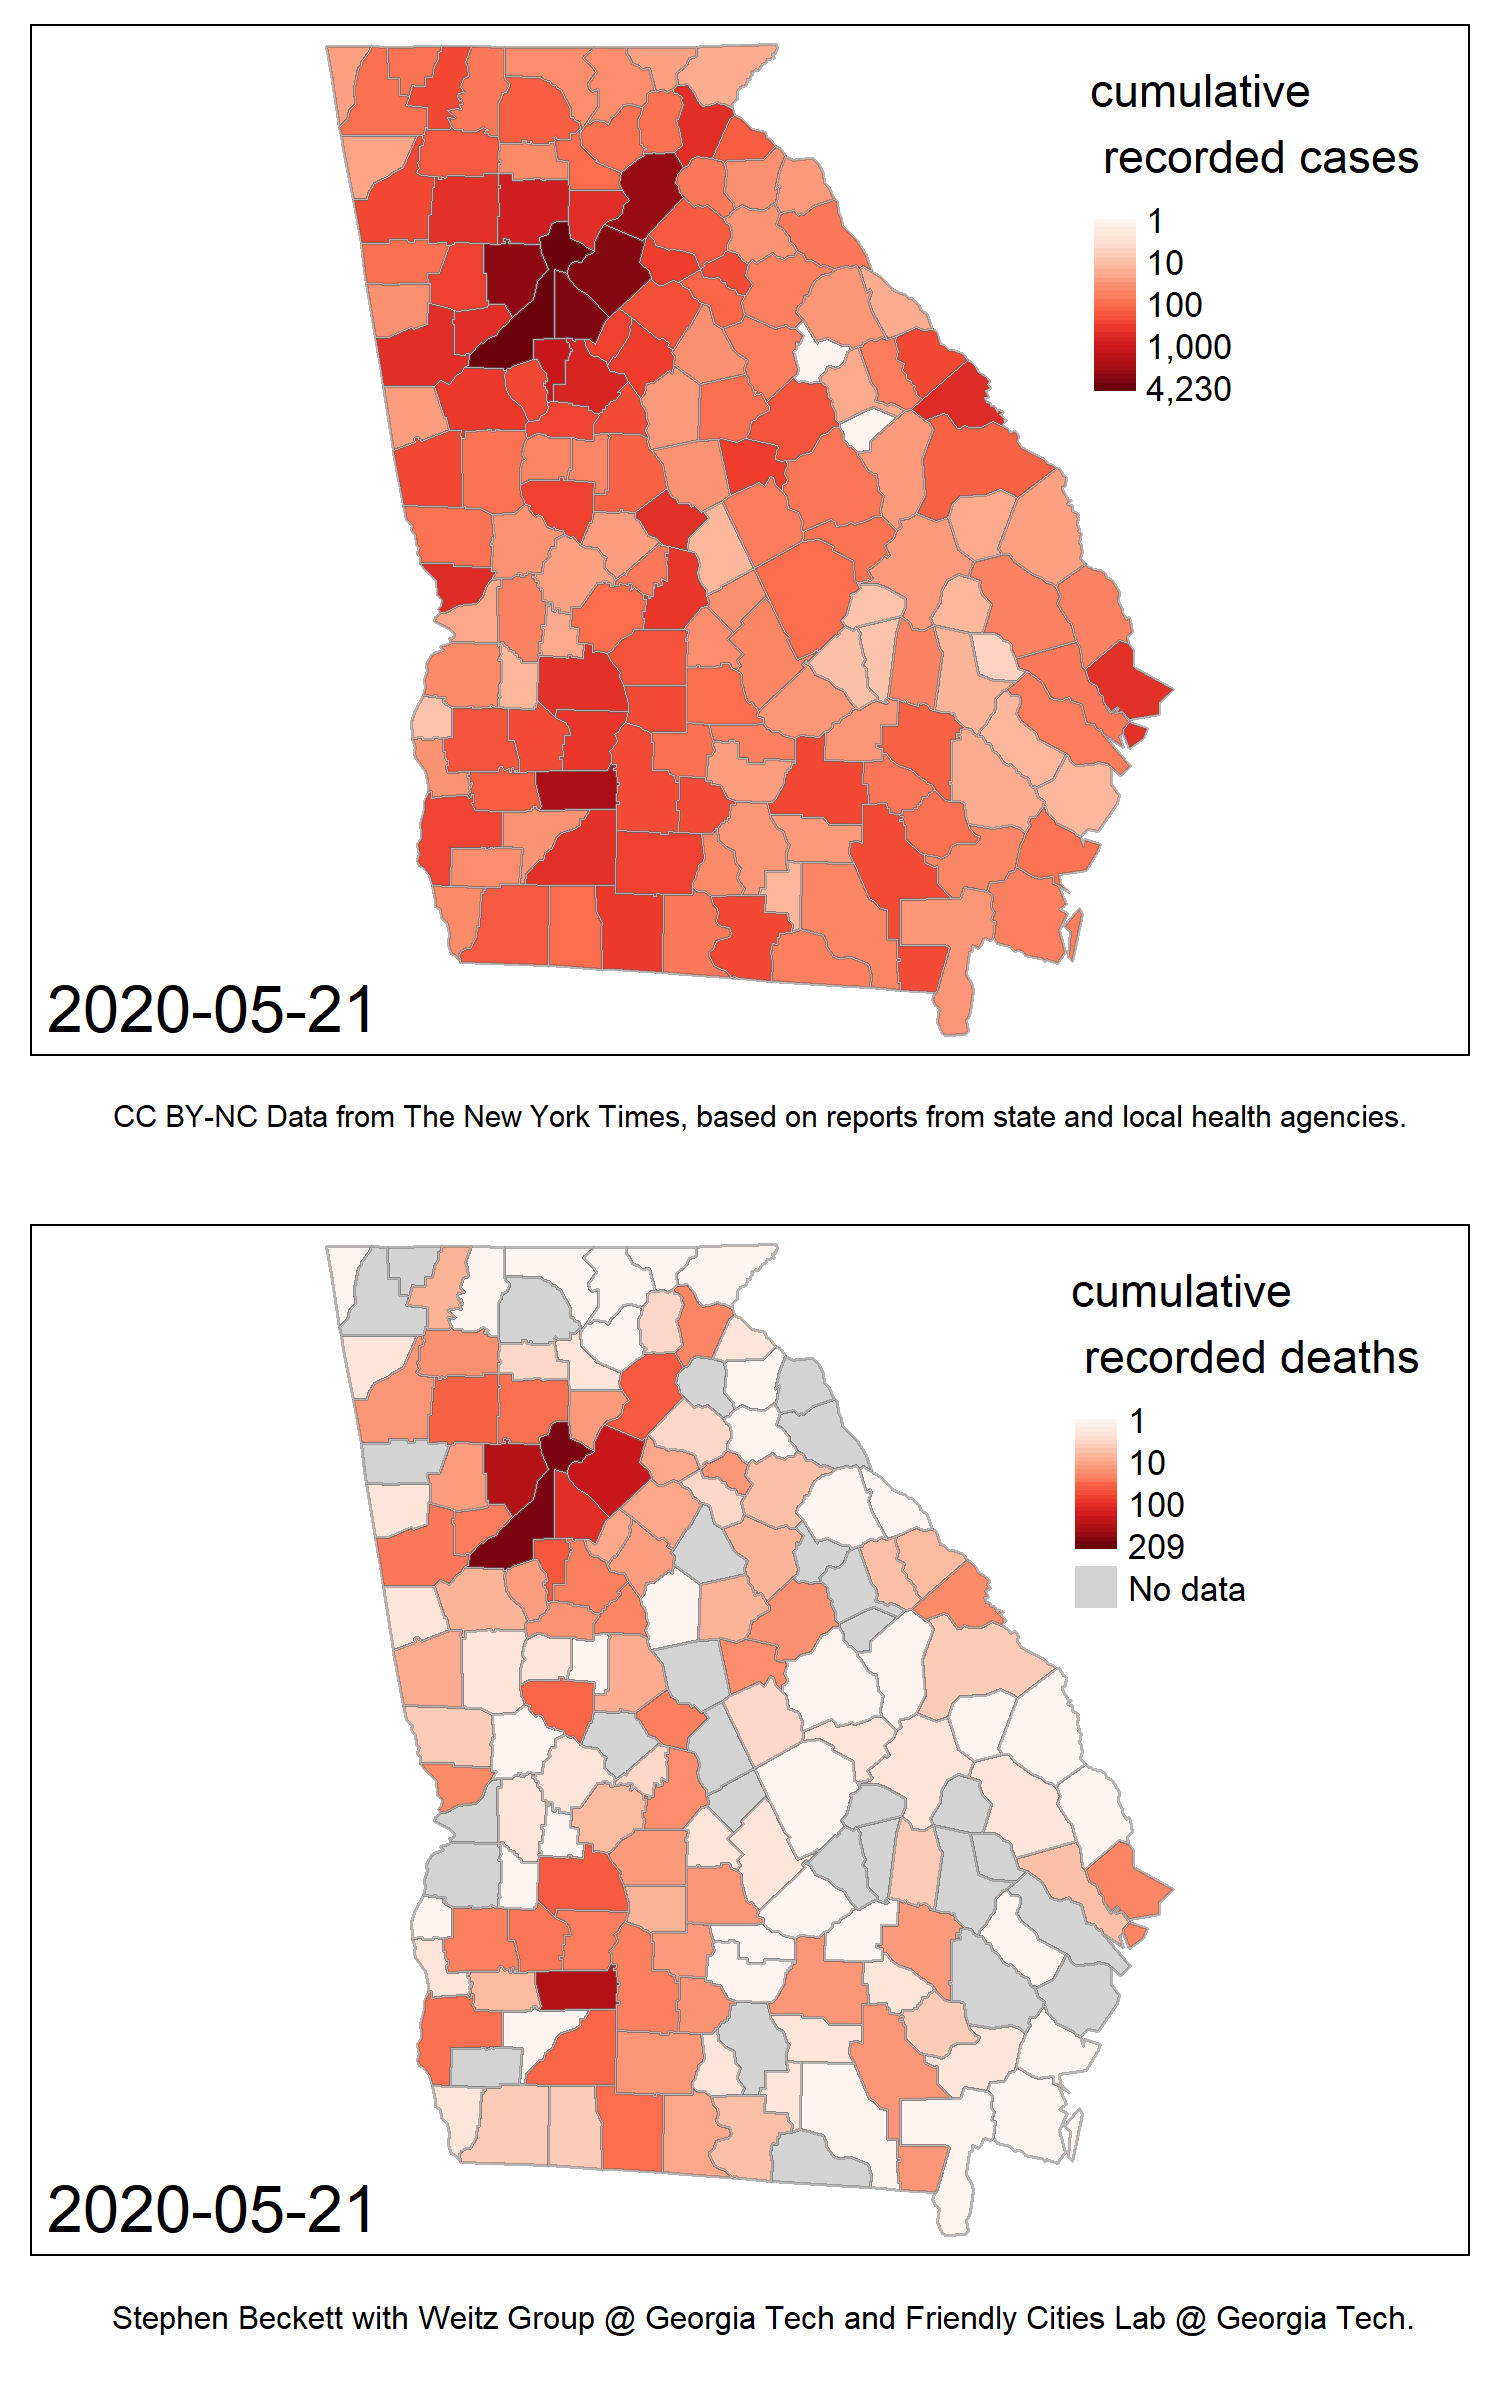 cumulative
recorded cases
1
10
100
1,000
4,230
2020-05-21
CC BY-NC Data from The New York Times, based on reports from state and local health agencies.
cumulative
recorded deaths
1
10
100
209
No data
2020-05-21
Stephen Beckett with Weitz Group @ Georgia Tech and Friendly Cities Lab @ Georgia Tech.